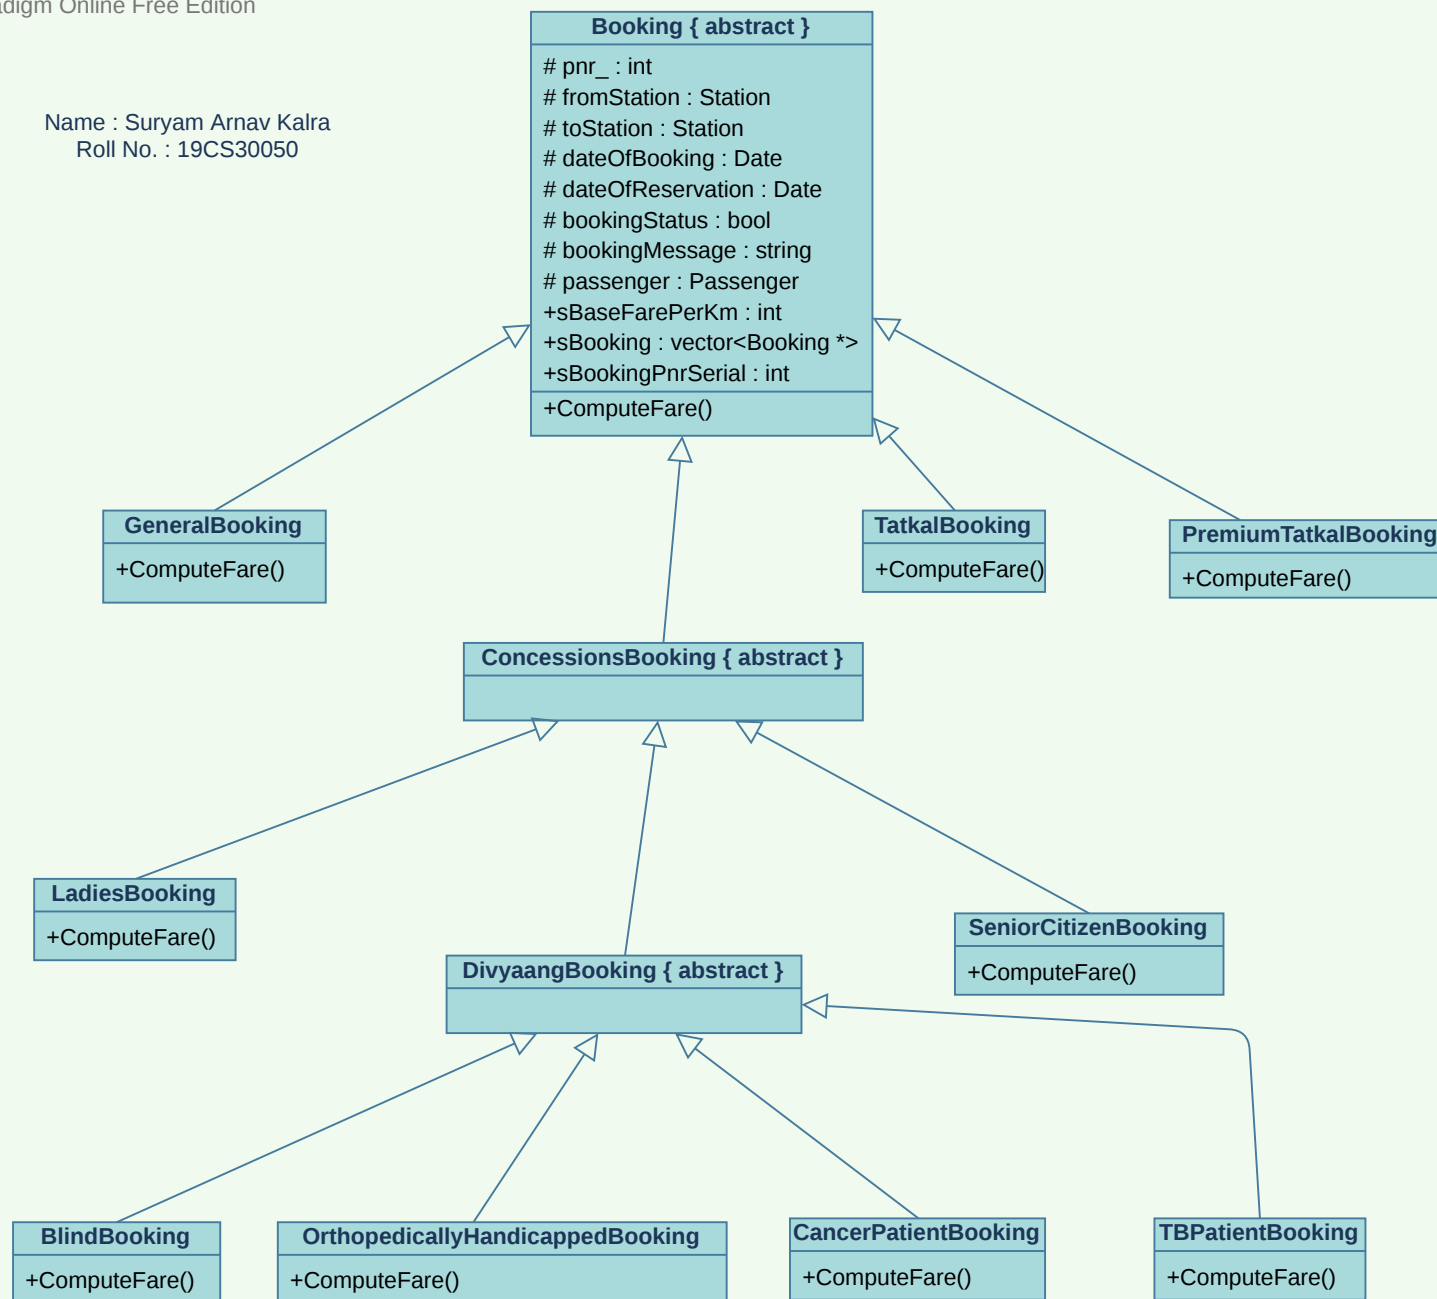 adigm Online Free Edition
Name : Suryam Arnav Kalra
Roll No. : 19CS30050
Booking { abstract }
# pnr_ : int
# fromStation : Station
# toStation : Station
# dateOfBooking : Date
# dateOfReservation : Date
# bookingStatus : bool
# bookingMessage : string
# passenger : Passenger
+sBaseFarePerKm : int
+sBooking : vector<Booking *>
+sBookingPnrSerial : int
+ComputeFare()
GeneralBooking
+ComputeFare()
TatkalBooking
+ComputeFare()
PremiumTatkalBooking
+ComputeFare()
ConcessionsBooking { abstract }
LadiesBooking
+ComputeFare()
SeniorCitizenBooking
+ComputeFare()
DivyaangBooking { abstract }
BlindBooking
+ComputeFare()
OrthopedicallyHandicappedBooking
+ComputeFare()
CancerPatientBooking
+ComputeFare()
TBPatientBooking
+ComputeFare()